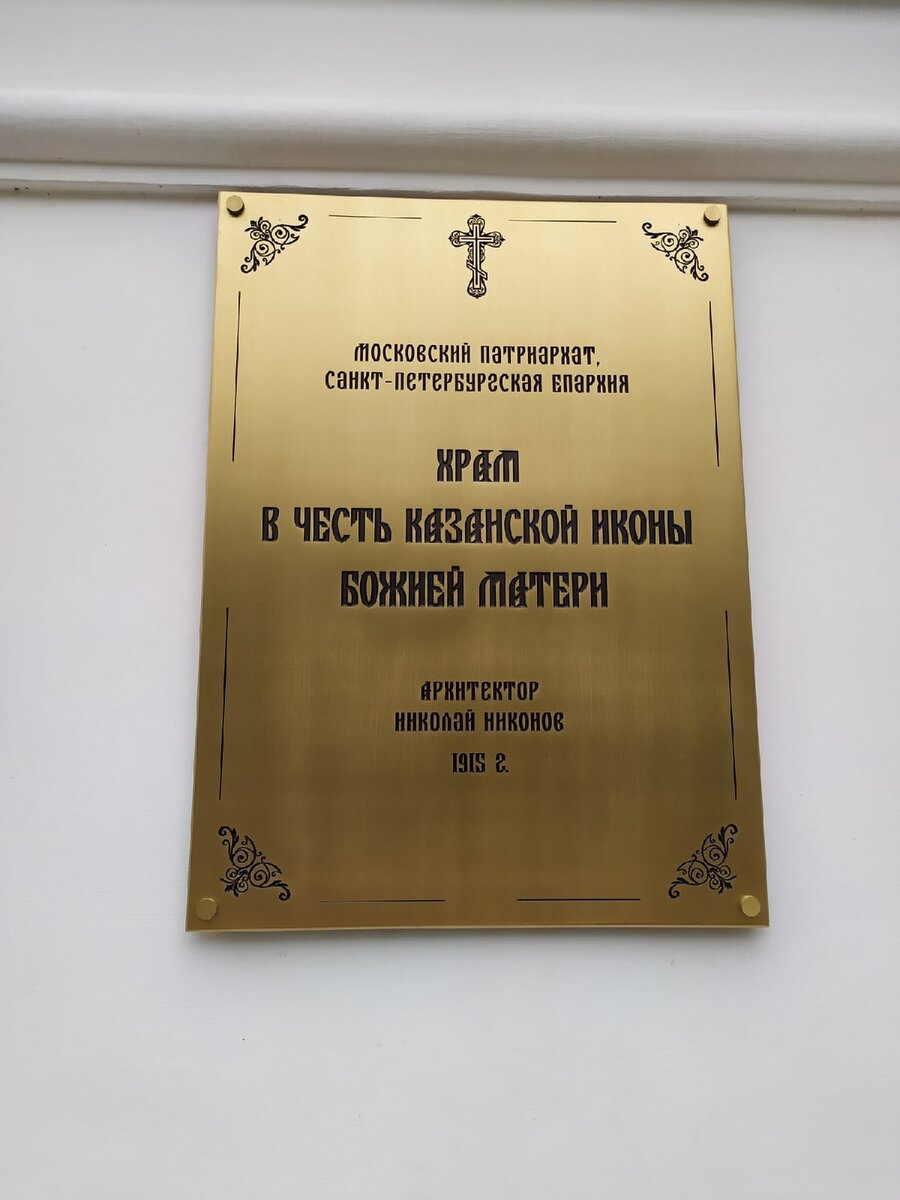 МОСКОВСКИЙ ПАТРИАРХАТ,
САНКТ-ПЕТЕРБУРГСКАЯ ЕПАРХИЯ
ХРАМ
В ЧЕСТЬ КАЗАНСКОЙ ИКОНЫ
БОЖИЕЙ МАТЕРИ
АРХИТЕКТОР
НИКОЛАЙ НИКОНОВ
1915 Г.